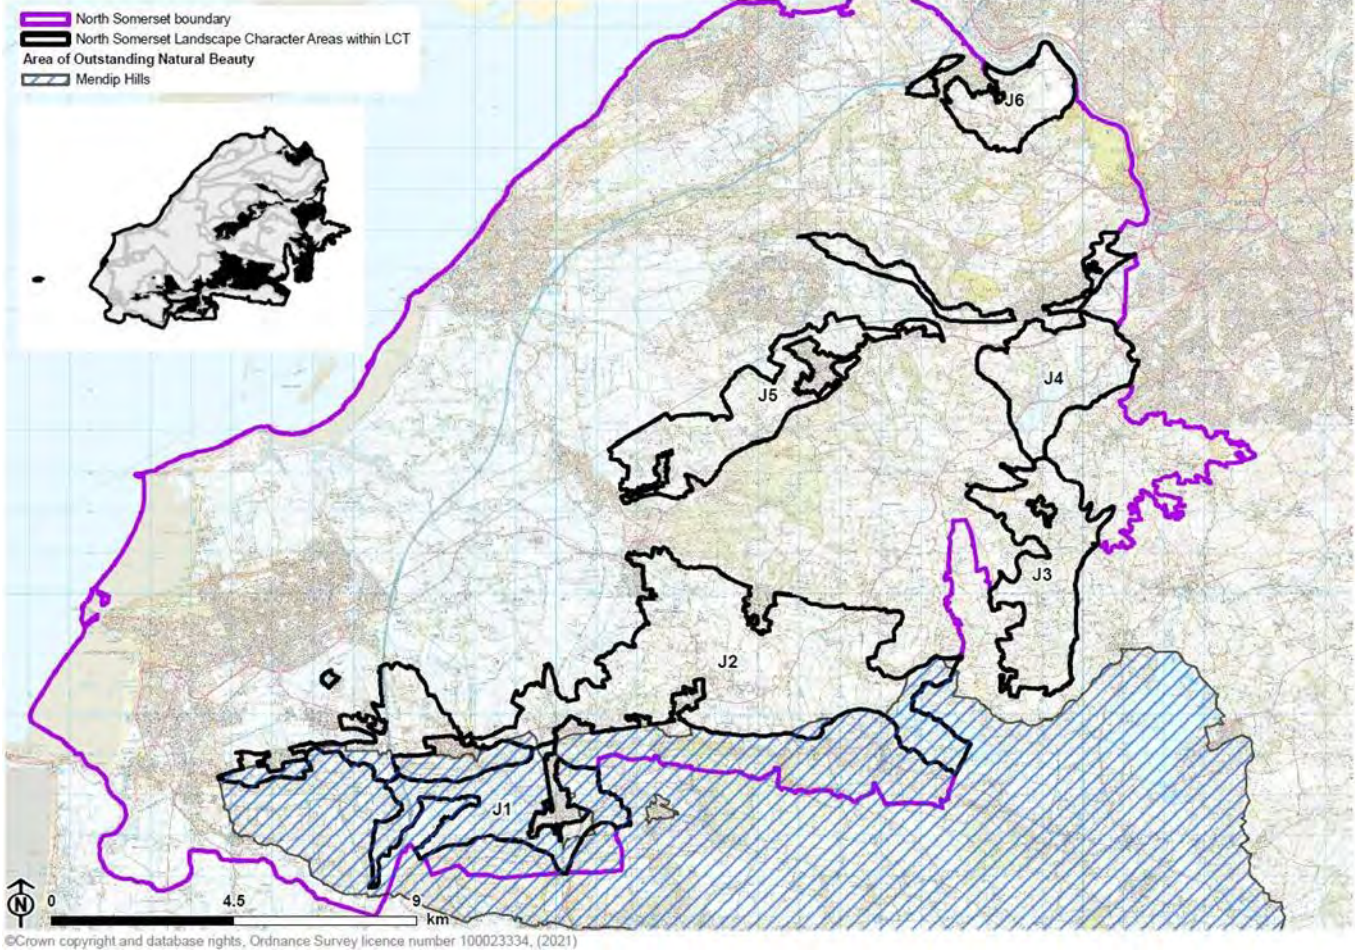 North Somerset boundary
North Somerset Landscape Character Areas within LCT
Area of Outstanding Natural Beauty
Mendip Hills
J6
J4
J5
J3
J2
J1
N
0 4.5 9
km
©Crown copyright and database rights, Ordnance Survey licence number 100023334, (2021)